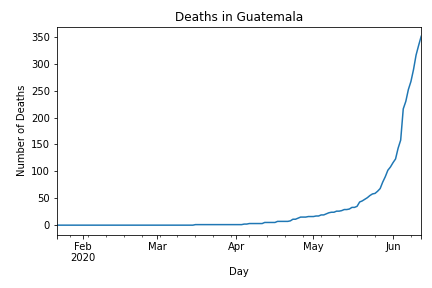 Deaths in Guatemala
Number of Deaths
350
300
250
200
150
100
50
0
Feb
2020
Mar
Apr
May
Jun
Day